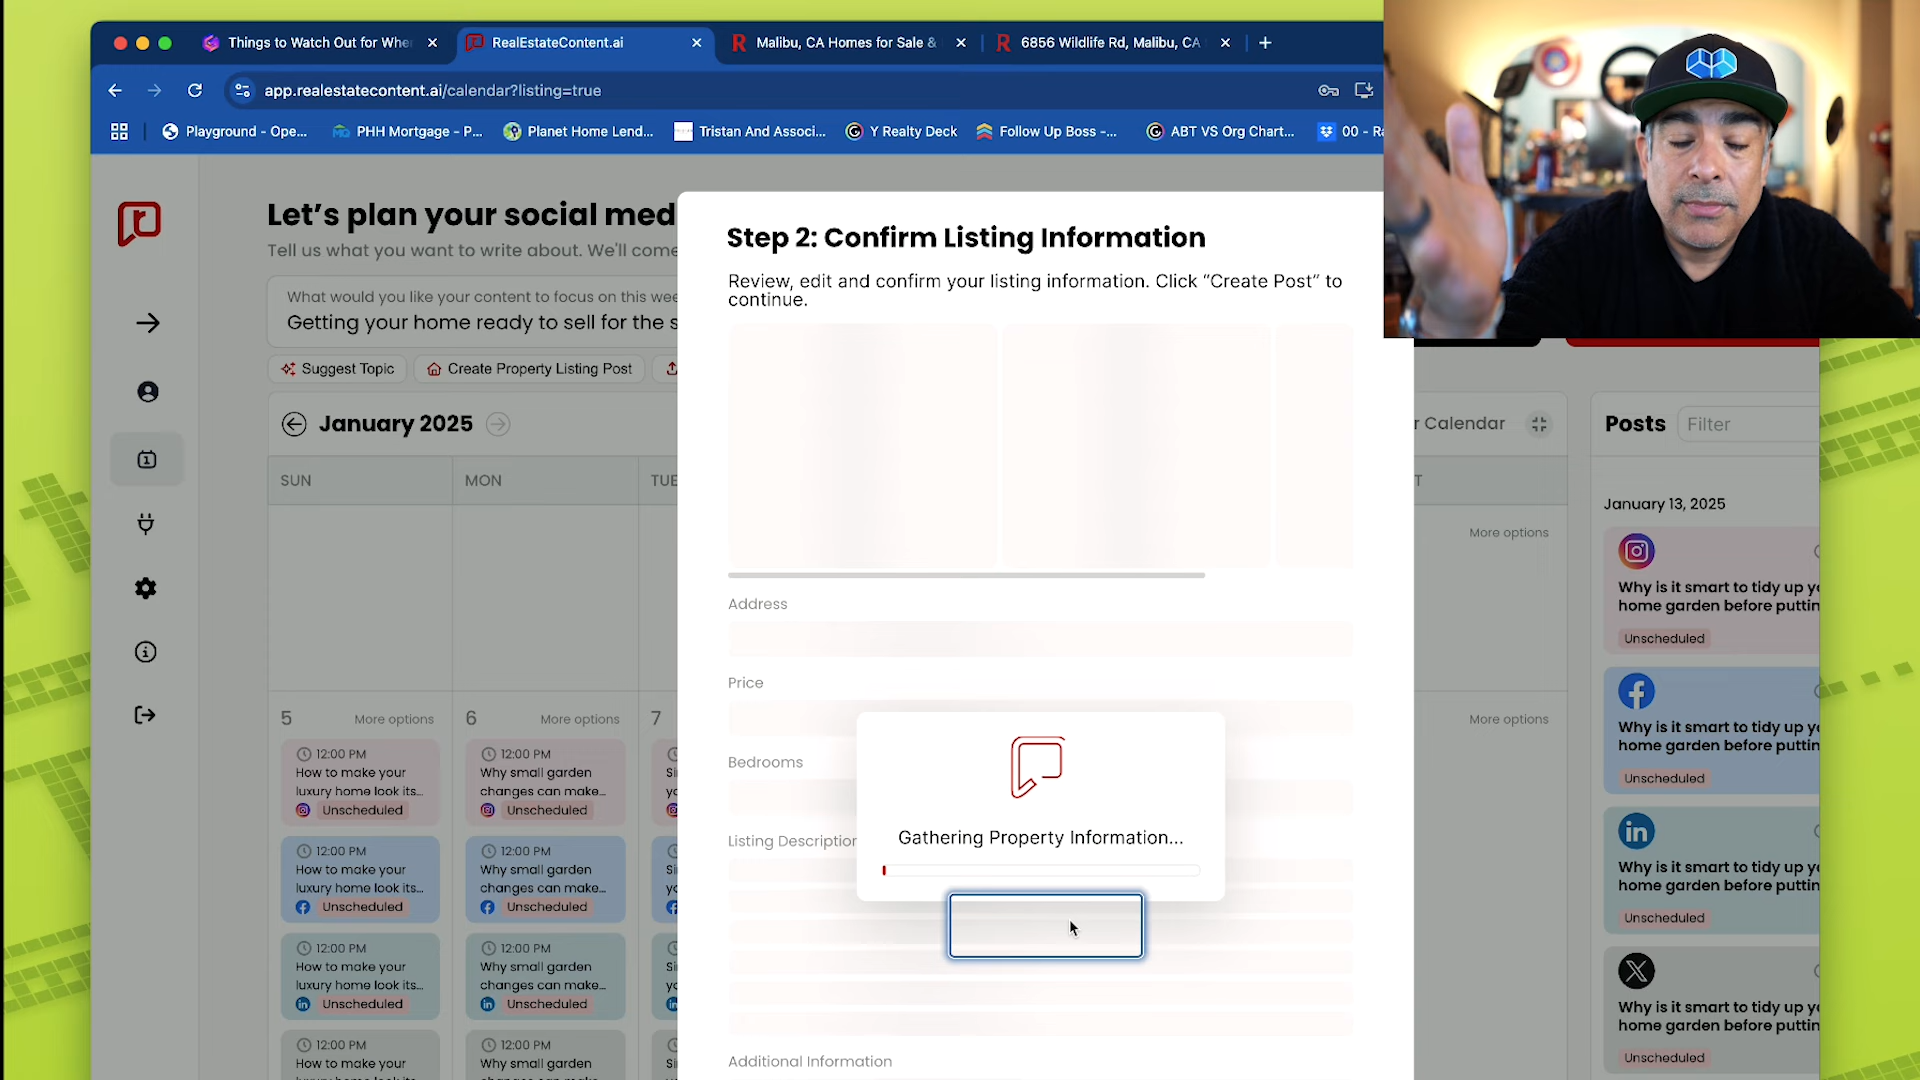 Things to Watch Out for Whe
RealEstateContent.ai
Malibu, CA Homes for Sale &
6856 Wildlife Rd, Malibu, CA
app.realestatecontent.ai/calendar?listing=true
Playground - Ope...
PHH Mortgage - P...
Planet Home Lend...
Tristan And Associ...
Y Realty Deck
Follow Up Boss -...
ABT VS Org Chart...
00 - Ra
Let's plan your social med
Tell us what you want to write about. We'll come
What would you like your content to focus on this wee
Getting your home ready to sell for the s
Suggest Topic
Create Property Listing Post
January 2025
r Calendar
SUN
MON
TUE
T
More options
5
More options
6
More options
7
More options
12:00 PM
How to make your
luxury home look its...
Unscheduled
12:00 PM
Why small garden
changes can make...
Unscheduled
12:00 PM
How to make your
luxury home look its...
Unscheduled
12:00 PM
Why small garden
changes can make...
Unscheduled
12:00 PM
How to make your
luxury home look its...
Unscheduled
12:00 PM
Why small garden
changes can make...
Unscheduled
12:00 PM
How to make your
12:00 PM
Why small garden
Step 2: Confirm Listing Information
Review, edit and confirm your listing information. Click “Create Post” to
continue.
Address
Price
Bedrooms
Listing Description
Gathering Property Information...
Additional Information
Posts
Filter
January 13, 2025
Why is it smart to tidy up yo
home garden before puttin
Unscheduled
Why is it smart to tidy up yo
home garden before puttin
Unscheduled
Why is it smart to tidy up yo
home garden before puttin
Unscheduled
Why is it smart to tidy up yo
home garden before puttin
Unscheduled